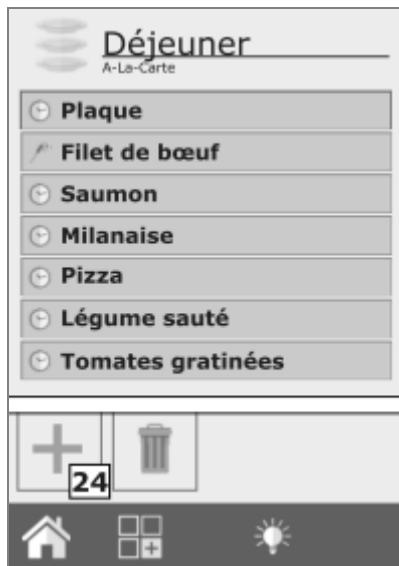 Déjeuner
A-La-Carte
Plaque
Filet de bœuf
Saumon
Milanaise
Pizza
Légume sauté
Tomates gratinées
24